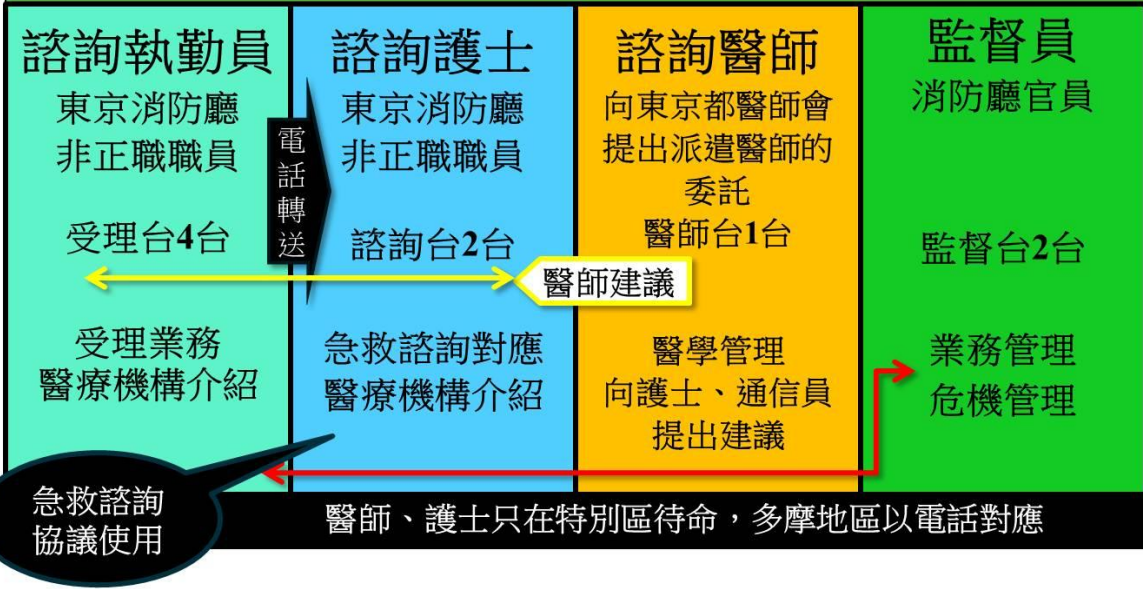 諮詢執勤員
東京消防廳
非正職職員
受理台4台
受理業務
醫療機構介紹
電話轉送
諮詢護士
東京消防廳
非正職職員
諮詢台2台
急救諮詢對應
醫療機構介紹
諮詢醫師
向東京都醫師會
提出派遣醫師的
委託
醫師台1台
醫師建議
醫學管理
向護士、通信員
提出建議
監督員
消防廳官員
監督台2台
業務管理
危機管理
急救諮詢
協議使用
醫師、護士只在特別區待命，多摩地區以電話對應